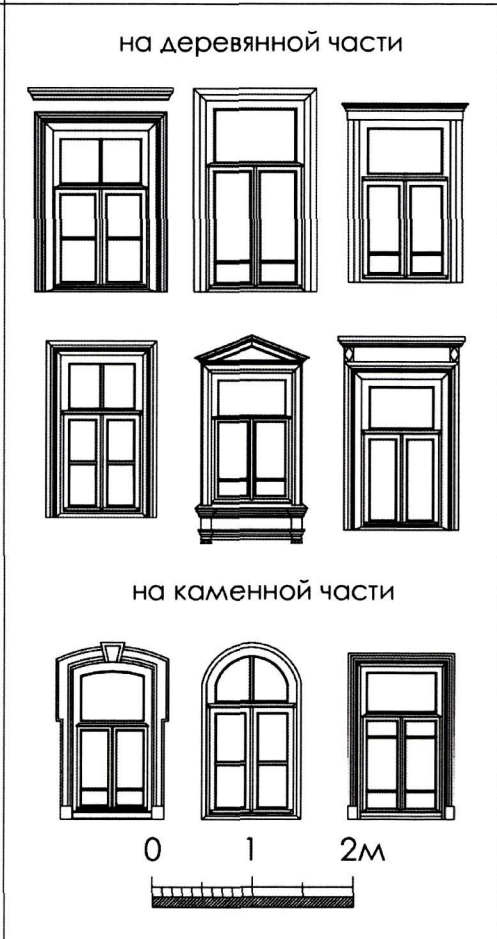 на деревянной части
на каменной части
0 1 2м